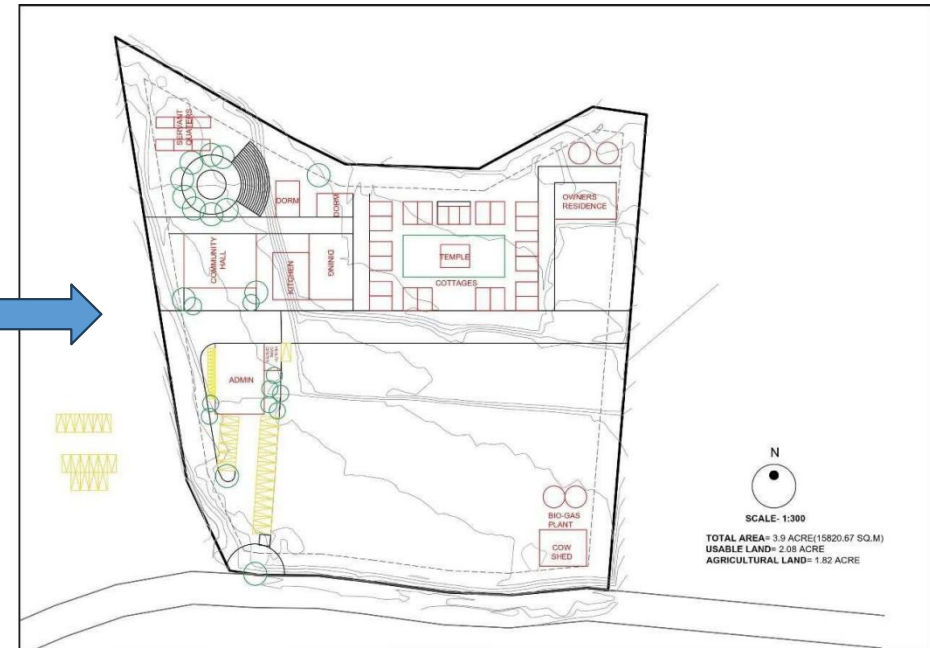 SERVANT
QUATERS
DORM
DORM
OWNERS
RESIDENCE
COMMUNITY
HALL
KITCHEN
DINING
TEMPLE
COTTAGES
ADMIN
BIO-GAS
PLANT
COW
SHED
N
SCALE- 1:300
TOTAL AREA= 3.9 ACRE(15820.67 SQ.M)
USABLE LAND= 2.08 ACRE
AGRICULTURAL LAND= 1.82 ACRE